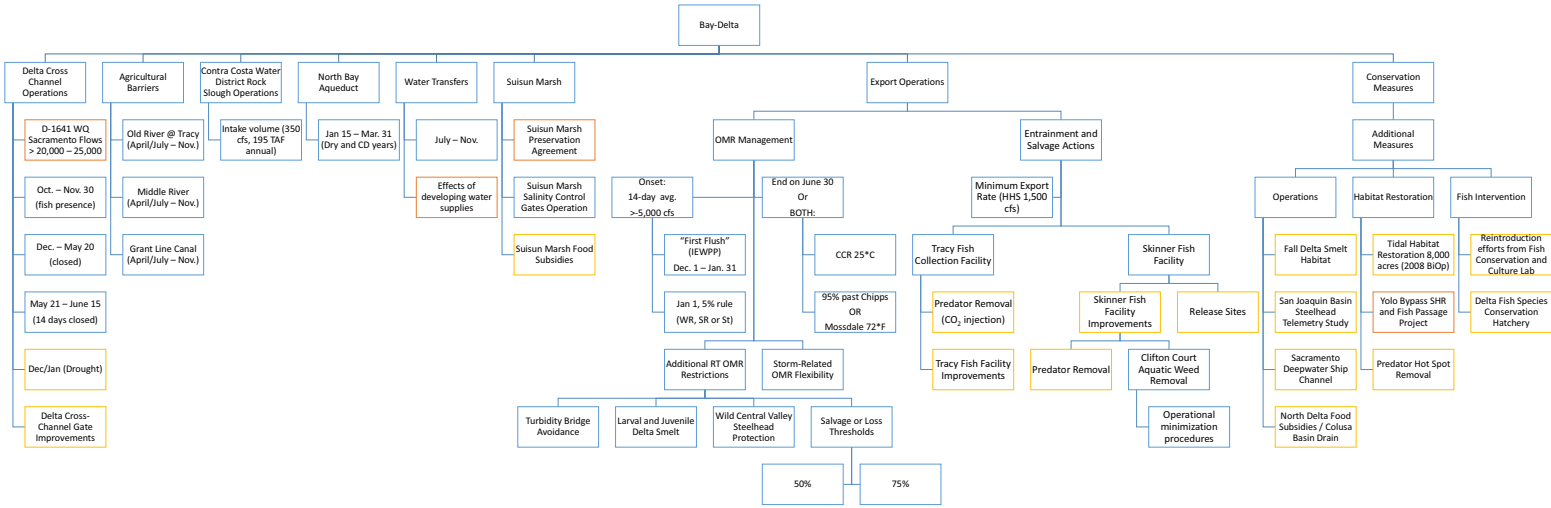 Bay-Delta
Delta Cross
Channel
Operations
D-1641 WQ
Sacramento Flows
> 20,000 – 25,000
Oct. – Nov. 30
(fish presence)
Dec. – May 20
(closed)
May 21 – June 15
(14 days closed)
Dec/Jan (Drought)
Delta Cross-
Channel Gate
Improvements
Agricultural
Barriers
Old River @ Tracy
(April/July – Nov.)
Middle River
(April/July – Nov.)
Grant Line Canal
(April/July – Nov.)
Contra Costa Water
District Rock
Slough Operations
Intake volume (350
cfs, 195 TAF
annual)
North Bay
Aqueduct
Jan 15 – Mar. 31
(Dry and CD years)
Water Transfers
July – Nov.
Effects of
developing water
supplies
Suisun Marsh
Suisun Marsh
Preservation
Agreement
Suisun Marsh
Salinity Control
Gates Operation
Suisun Marsh Food
Subsidies
Export Operations
OMR Management
Onset:
14-day avg.
>-5,000 cfs
"First Flush"
(IEWPP)
Dec. 1 – Jan. 31
Jan 1, 5% rule
(WR, SR or St)
End on June 30
Or
BOTH:
CCR 25*C
95% past Chipps
OR
Mossdale 72*F
Additional RT OMR
Restrictions
Turbidity Bridge
Avoidance
Larval and Juvenile
Delta Smelt
Wild Central Valley
Steelhead
Protection
Salvage or Loss
Thresholds
50%
75%
Storm-Related
OMR Flexibility
Entrainment and
Salvage Actions
Minimum Export
Rate (HHS 1,500
cfs)
Tracy Fish
Collection Facility
Predator Removal
(CO2 injection)
Tracy Fish Facility
Improvements
Skinner Fish
Facility
Skinner Fish
Facility
Improvements
Predator Removal
Clifton Court
Aquatic Weed
Removal
Operational
minimization
procedures
Release Sites
Conservation
Measures
Additional
Measures
Operations
Fall Delta Smelt
Habitat
San Joaquin Basin
Steelhead
Telemetry Study
Sacramento
Deepwater Ship
Channel
North Delta Food
Subsidies / Colusa
Basin Drain
Habitat Restoration
Tidal Habitat
Restoration 8,000
acres (2008 BiOp)
Yolo Bypass SHR
and Fish Passage
Project
Predator Hot Spot
Removal
Fish Intervention
Reintroduction
efforts from Fish
Conservation and
Culture Lab
Delta Fish Species
Conservation
Hatchery